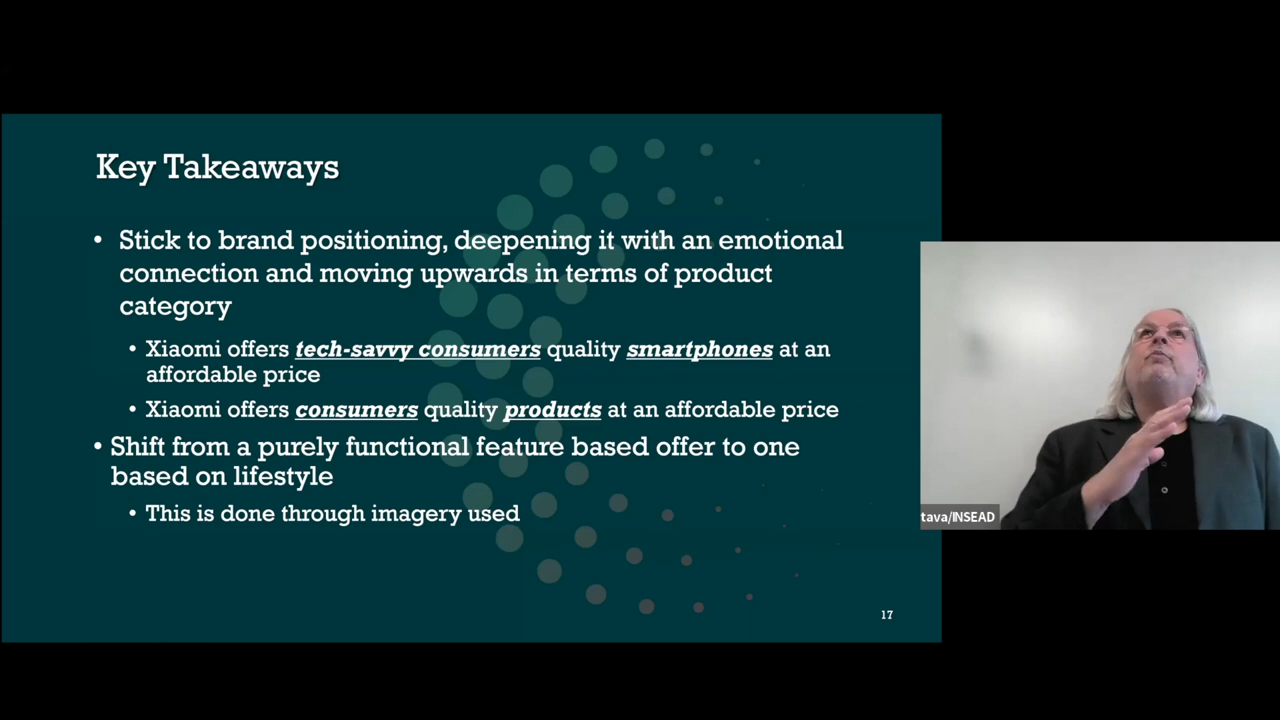 Key Takeaways
• Stick to brand positioning, deepening it with an emotional
connection and moving upwards in terms of product
category
• Xiaomi offers tech-savvy consumers quality smartphones at an
affordable price
• Xiaomi offers consumers quality products at an affordable price
• Shift from a purely functional feature based offer to one
based on lifestyle
• This is done through imagery used
17
tava/INSEAD